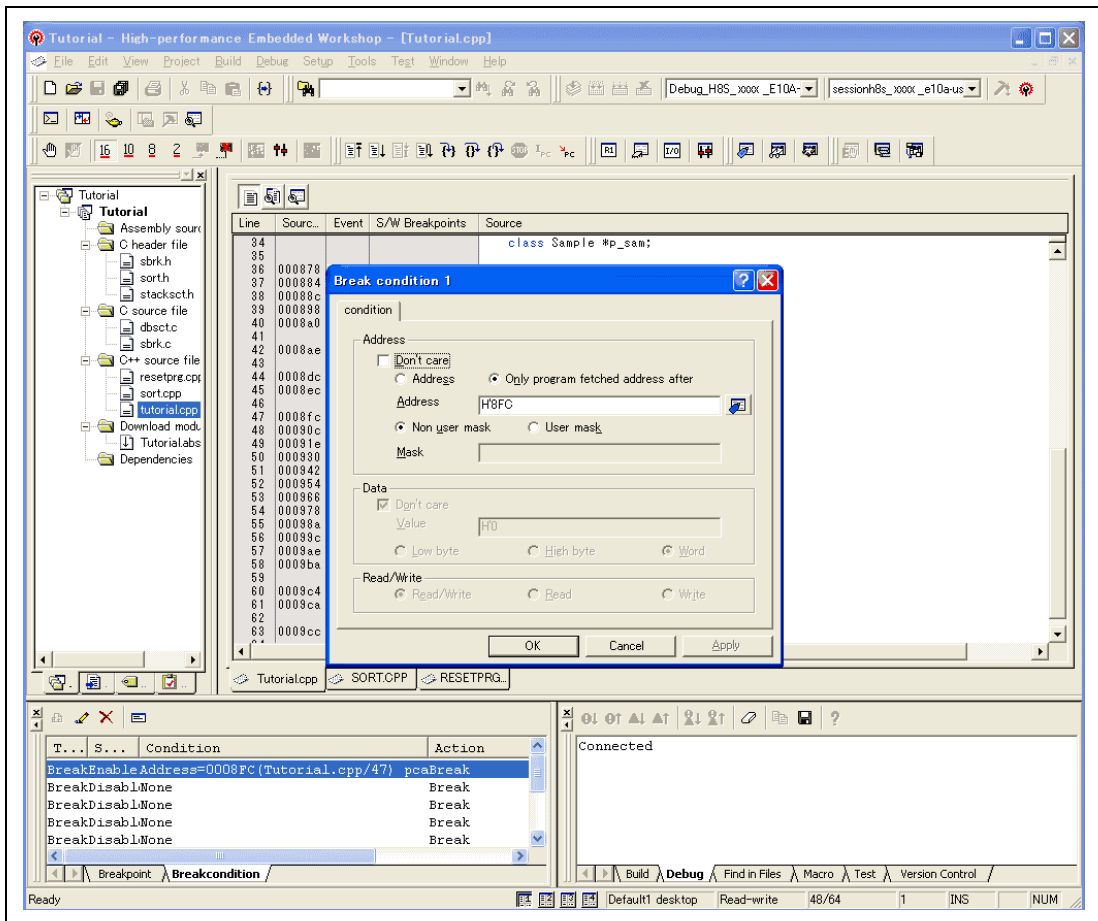 Tutorial - High-performance Embedded Workshop - [Tutorial.cpp]
File Edit View Project Build Debug Setup Tools Test Window Help
Debug_H8S_xxxx _E10A- sessionh8s_xxxx _e10a-us
16 10 8 2
Tutorial
Tutorial
Assembly sour
C header file
sbrk.h
sort.h
stacksct.h
C source file
dbsct.c
sbrk.c
C++ source file
resetprg.cpp
sort.cpp
tutorial.cpp
Download modu
Tutorial.abs
Dependencies
Line Sourc... Event S/W Breakpoints Source
34 class Sample *p_sam;
35
36 000878
37 000884
38 00088c
39 000898
40 0008a0
41
42 0008ae
43
44 0008dc
45 0008ec
46
47 0008fc
48 00090c
49 00091e
50 000930
51 000942
52 000954
53 000966
54 000978
55 00098a
56 00099c
57 0009ae
58 0009ba
59
60 0009c4
61 0009ca
62
63 0009cc
Break condition 1
condition
Address
Don't care
Address Only program fetched address after
Address H'8FC
Non user mask User mask
Mask
Data
Don't care
Value H'0
Low byte High byte Word
Read/Write
Read/Write Read Write
OK Cancel Apply
Tutorial.cpp SORT.CPP RESETPRG...
T... S... Condition Action
BreakEnable Address=0008FC(Tutorial.cpp/47) pcaBreak
BreakDisabl None Break
BreakDisabl None Break
BreakDisabl None Break
BreakDisabl None Break
Breakpoint Breakcondition
Connected
Build Debug Find in Files Macro Test Version Control
Ready Default1 desktop Read-write 48/64 1 INS NUM